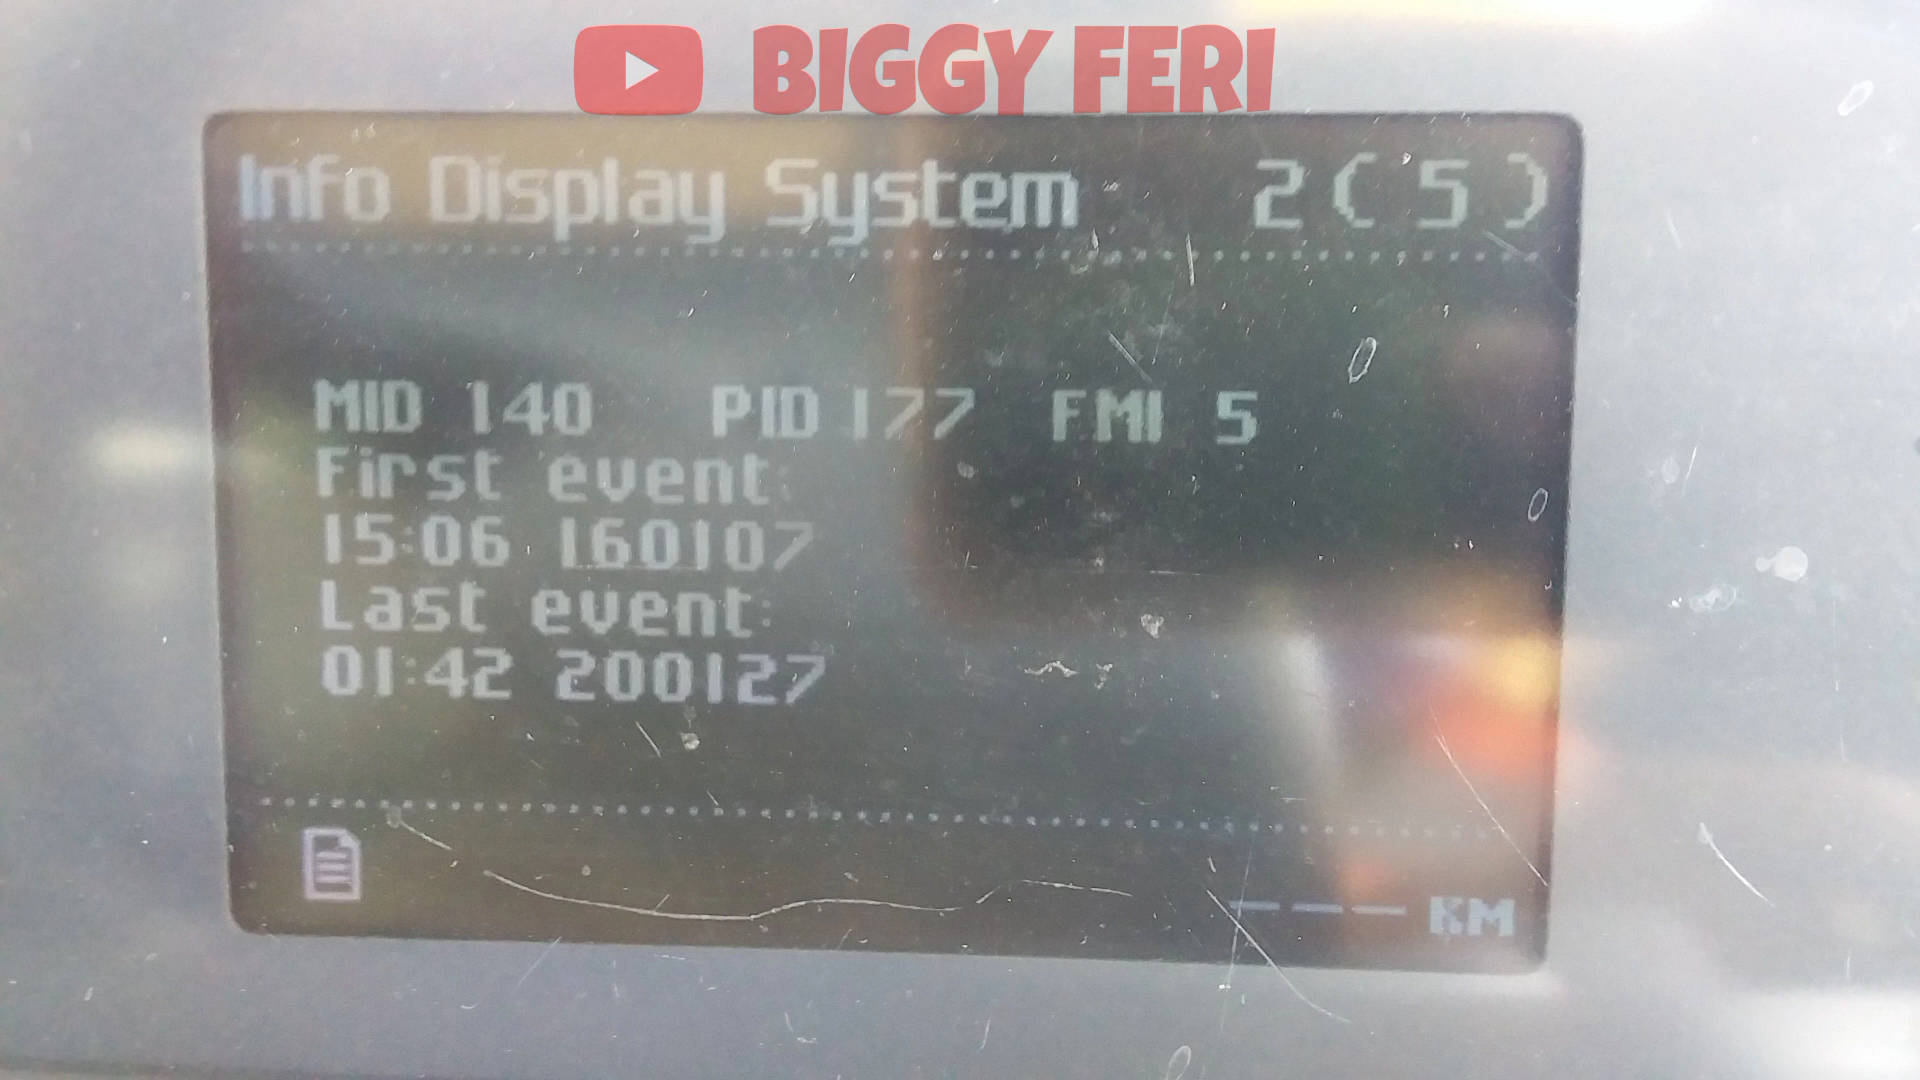 BIGGY FERI
Info Display System 2(5)
MID 140 PID 177 FMI 5
First event:
15:06 160107
Last event:
01:42 200127
--- KM